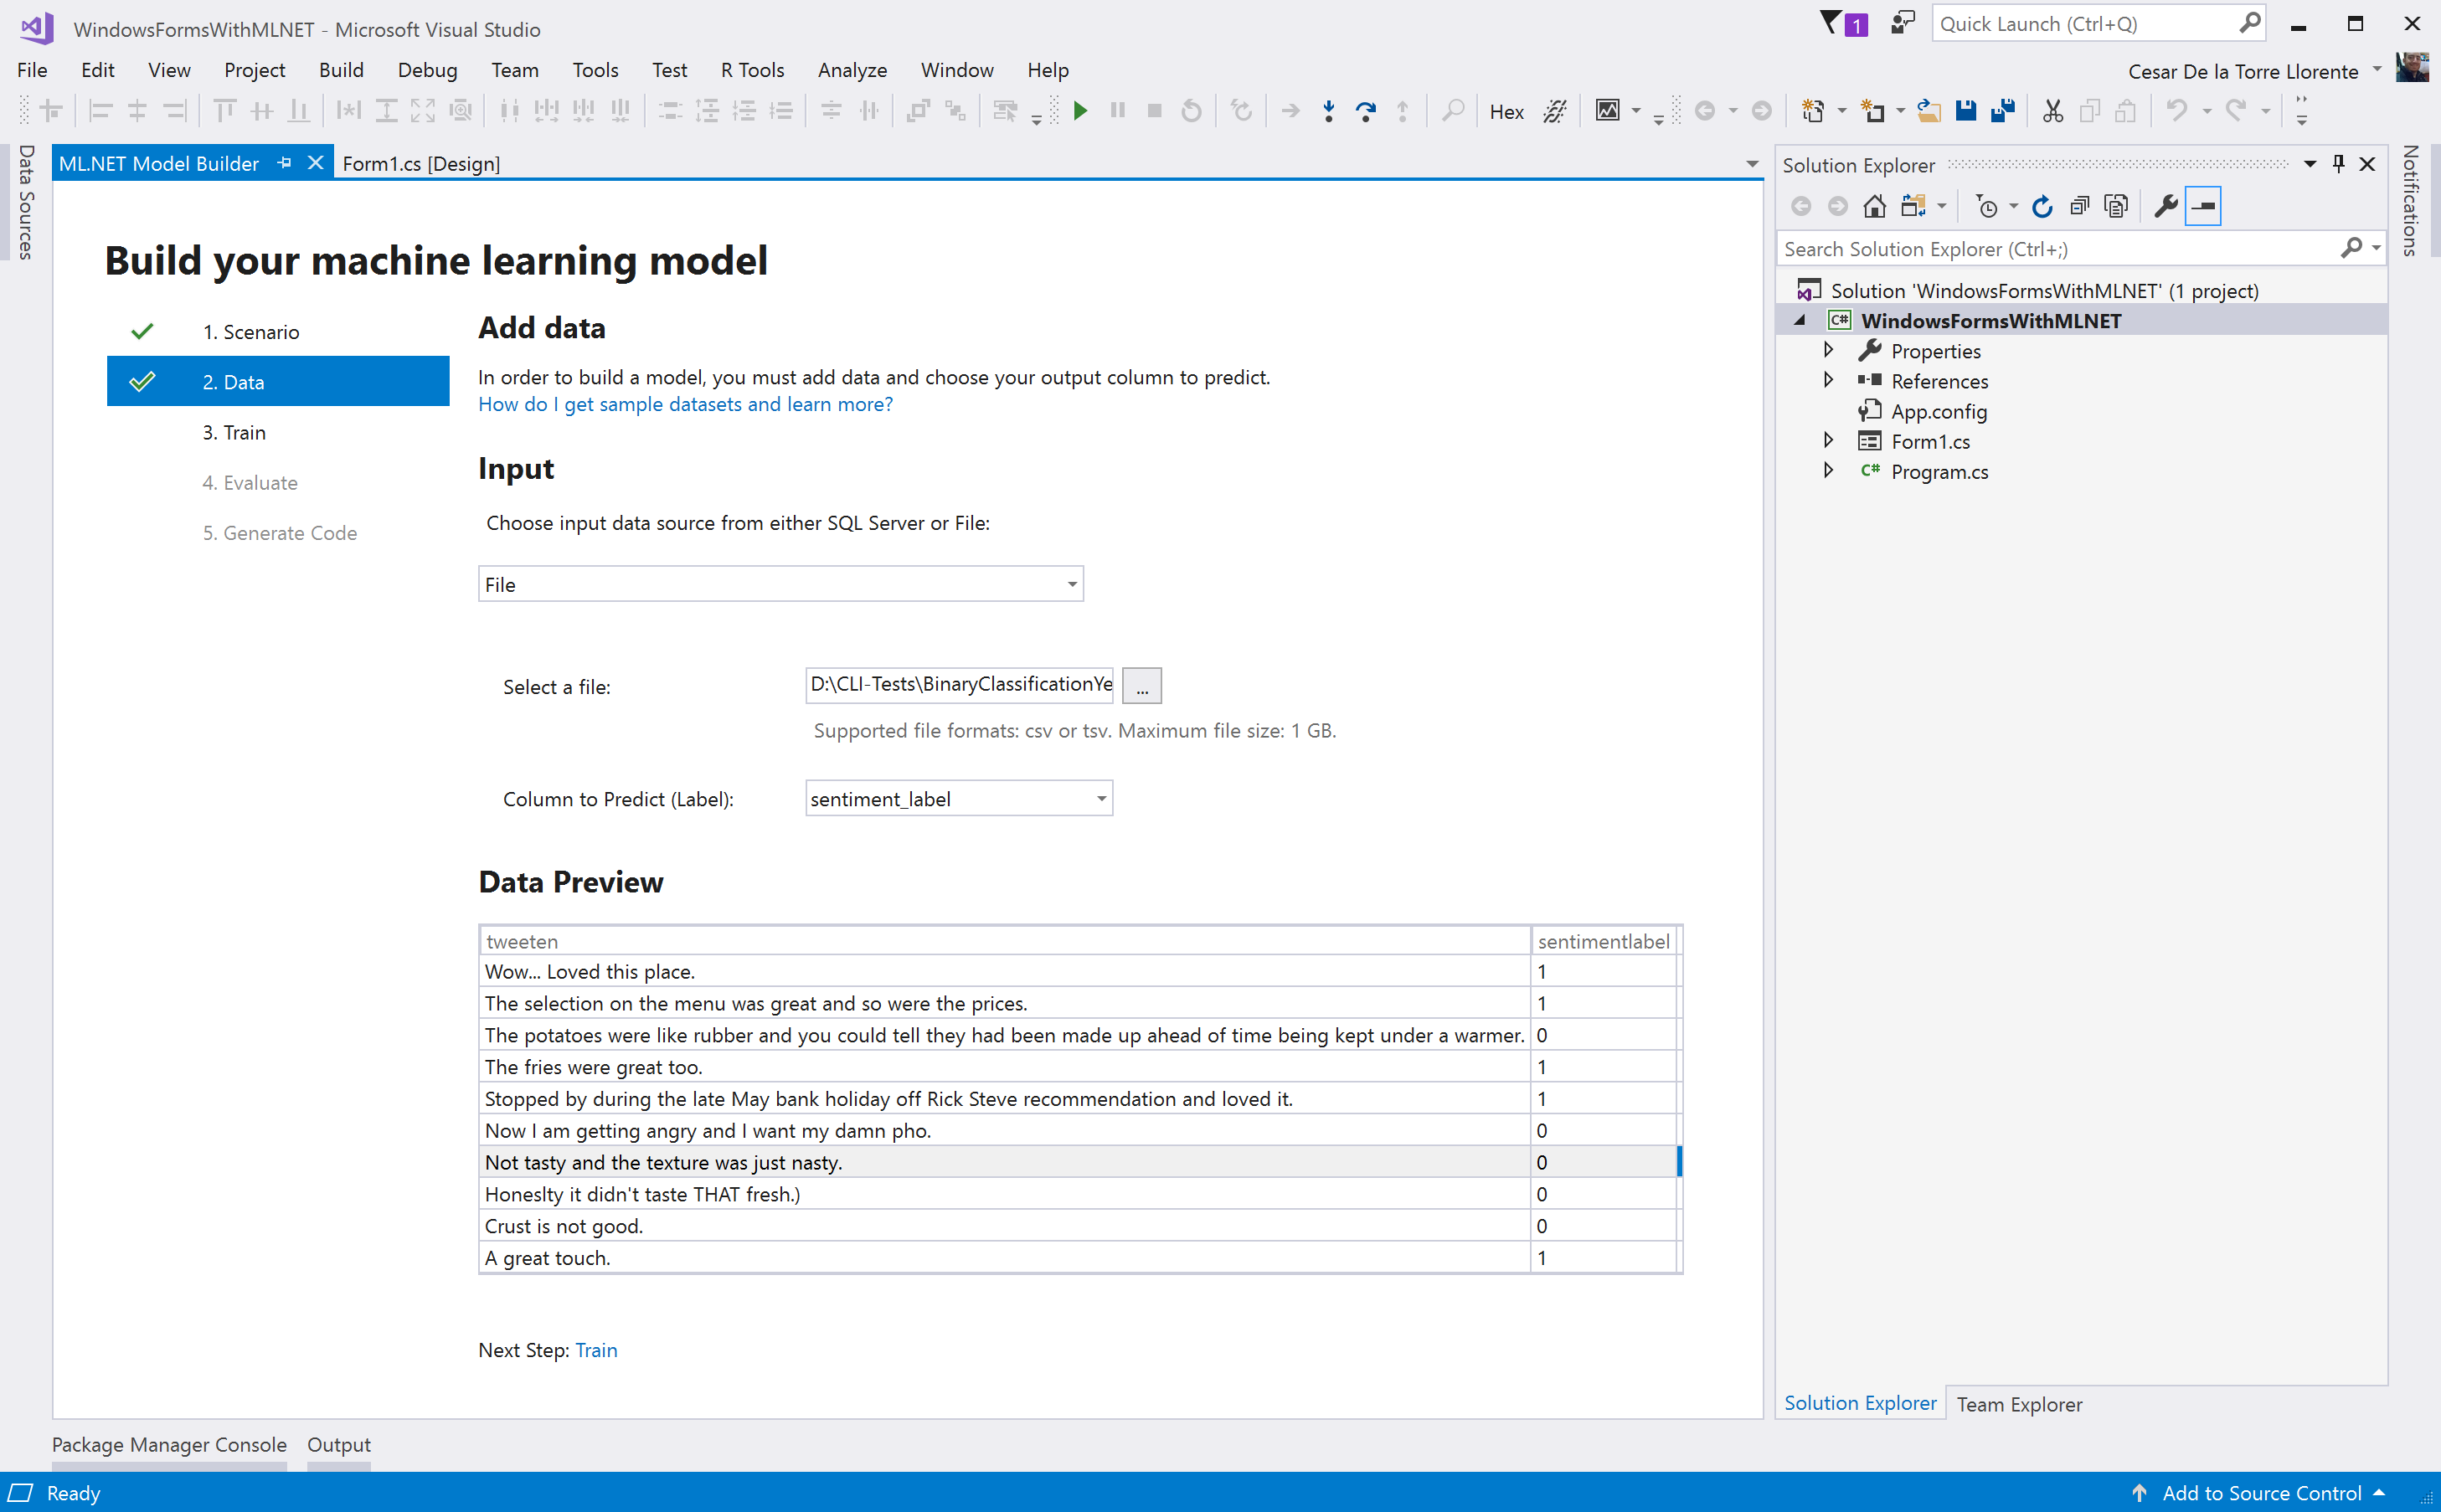 WindowsFormsWithMLNET - Microsoft Visual Studio
1
Quick Launch (Ctrl+Q)
File Edit View Project Build Debug Team Tools Test R Tools Analyze Window Help
Cesar De la Torre Llorente
Hex
Data Sources
ML.NET Model Builder
Form1.cs [Design]
Build your machine learning model
1. Scenario
2. Data
3. Train
4. Evaluate
5. Generate Code
Add data
In order to build a model, you must add data and choose your output column to predict.
How do I get sample datasets and learn more?
Input
Choose input data source from either SQL Server or File:
File
Select a file:
D:\CLI-Tests\BinaryClassificationYe
...
Supported file formats: csv or tsv. Maximum file size: 1 GB.
Column to Predict (Label):
sentiment_label
Data Preview
tweeten sentimentlabel
Wow... Loved this place. 1
The selection on the menu was great and so were the prices. 1
The potatoes were like rubber and you could tell they had been made up ahead of time being kept under a warmer. 0
The fries were great too. 1
Stopped by during the late May bank holiday off Rick Steve recommendation and loved it. 1
Now I am getting angry and I want my damn pho. 0
Not tasty and the texture was just nasty. 0
Honeslty it didn't taste THAT fresh.) 0
Crust is not good. 0
A great touch. 1
Next Step: Train
Solution Explorer
Search Solution Explorer (Ctrl+;)
Solution 'WindowsFormsWithMLNET' (1 project)
C# WindowsFormsWithMLNET
Properties
References
App.config
Form1.cs
C# Program.cs
Solution Explorer
Team Explorer
Notifications
Package Manager Console
Output
Ready
Add to Source Control